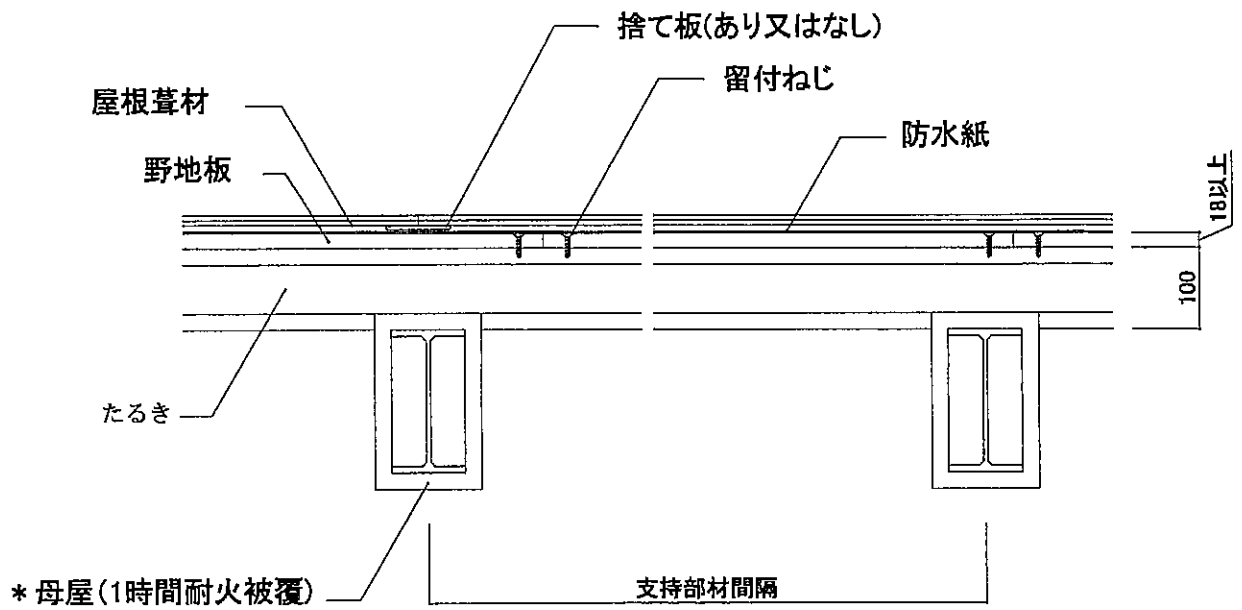 捨て板(あり又はなし)
留付ねじ
屋根葺材
防水紙
野地板
18以上
100
たるき
*母屋(1時間耐火被覆)
支持部材間隔